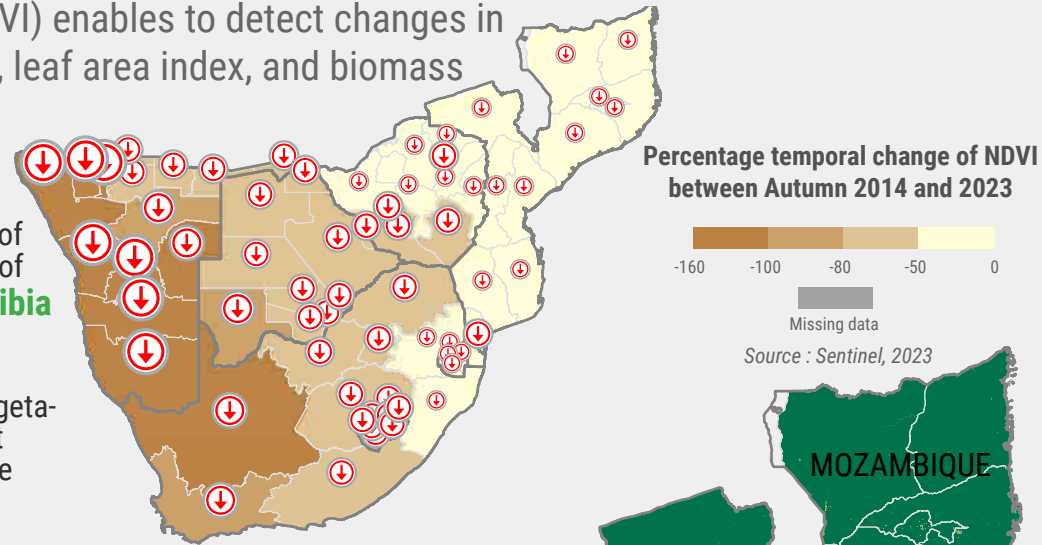 VI) enables to detect changes in
, leaf area index, and biomass
of
of
ibia
geta-
t
e
Percentage temporal change of NDVI
between Autumn 2014 and 2023
-160 -100 -80 -50 0
Missing data
Source : Sentinel, 2023
MOZAMBIQUE